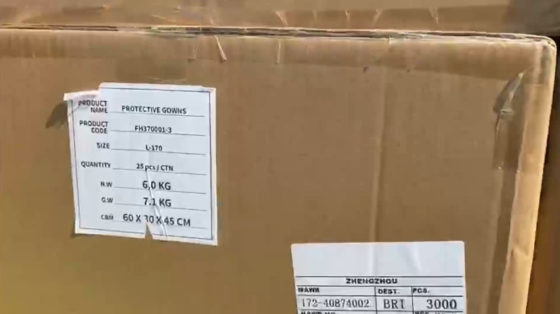 PRODUCT NAME PROTECTIVE GOWNS
PRODUCT CODE FH370001-3
SIZE L-170
QUANTITY 25 pcs / CTN
N.W 6.0 KG
G.W 7.1 KG
CBM 60 X 30 X 45 CM
ZHENGZHOU
MAWB DEST. PCS.
172-40874002 BRI 3000